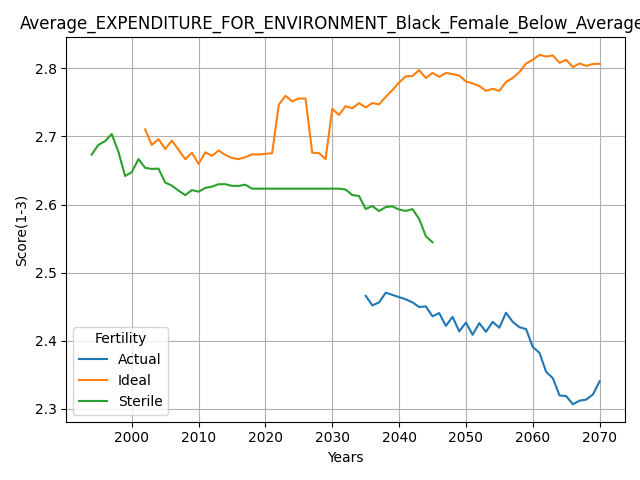 Average_EXPENDITURE_FOR_ENVIRONMENT_Black_Female_Below_Average
Score(1-3)
2.8
2.7
2.6
2.5
2.4
2.3
Fertility
Actual
Ideal
Sterile
2000 2010 2020 2030 2040 2050 2060 2070
Years